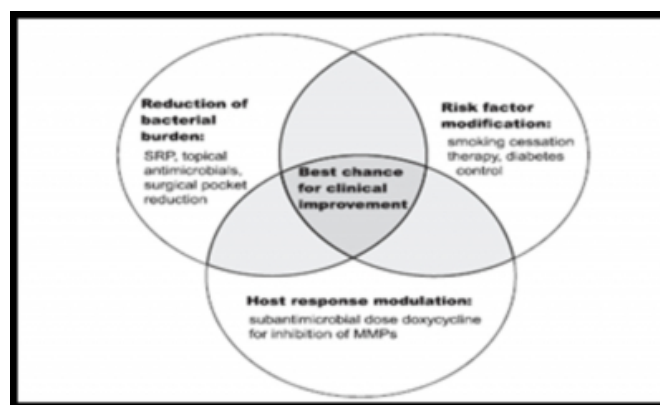 Reduction of
bacterial
burden:
SRP, topical
antimicrobials,
surgical pocket
reduction
Risk factor
modification:
smoking cessation
therapy, diabetes
control
Best chance
for clinical
improvement
Host response modulation:
subantimicrobial dose doxycycline
for inhibition of MMPs